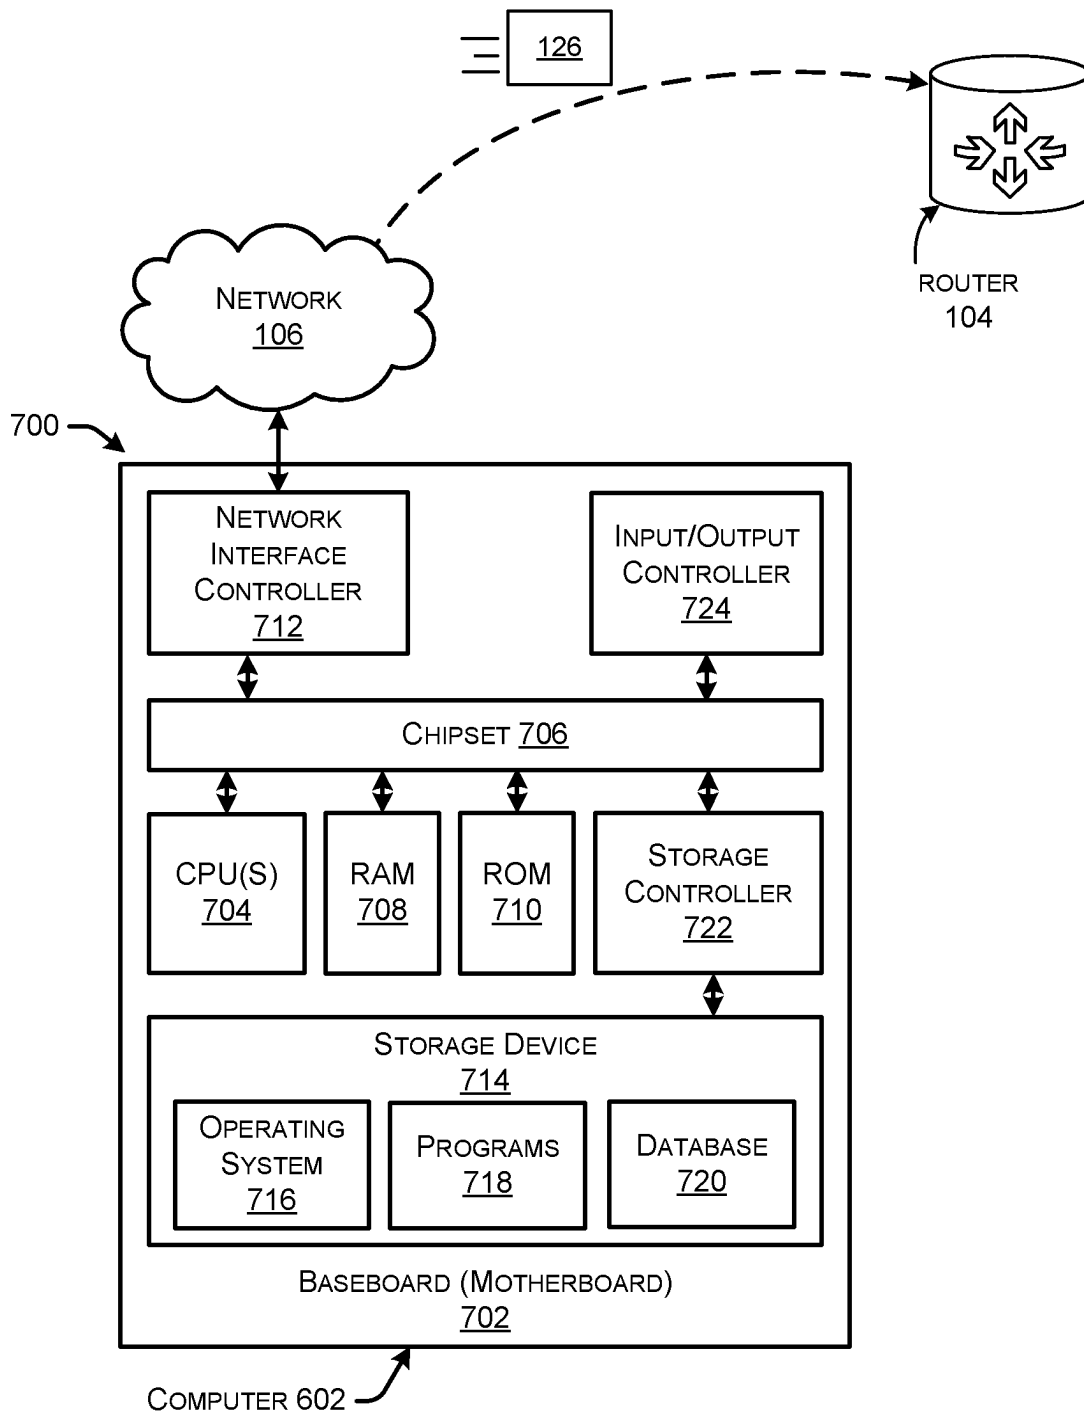 126
ROUTER
104
NETWORK
106
700
NETWORK
INTERFACE
CONTROLLER
712
INPUT/OUTPUT
CONTROLLER
724
CHIPSET 706
CPU(S)
704
RAM
708
ROM
710
STORAGE
CONTROLLER
722
STORAGE DEVICE
714
OPERATING
SYSTEM
716
PROGRAMS
718
DATABASE
720
BASEBOARD (MOTHERBOARD)
702
COMPUTER 602